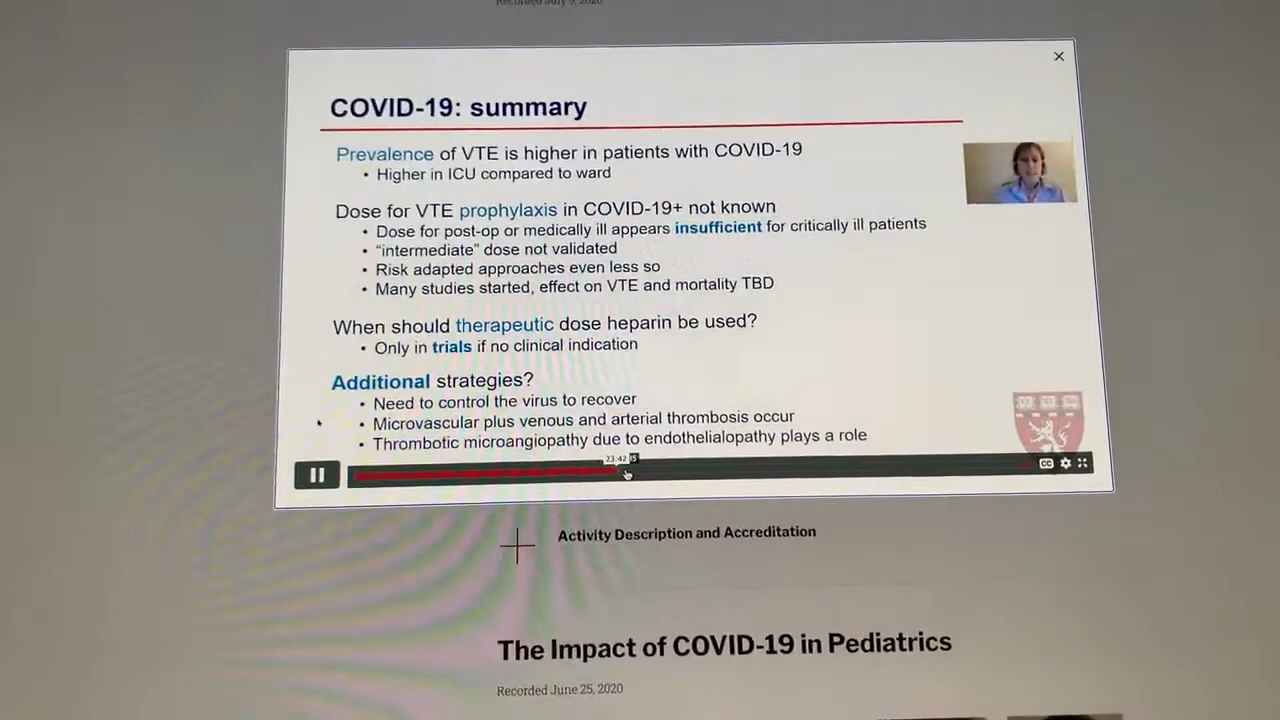 Recorded July 9, 2020
COVID-19: summary
Prevalence of VTE is higher in patients with COVID-19
• Higher in ICU compared to ward
Dose for VTE prophylaxis in COVID-19+ not known
• Dose for post-op or medically ill appears insufficient for critically ill patients
• “intermediate” dose not validated
• Risk adapted approaches even less so
• Many studies started, effect on VTE and mortality TBD
When should therapeutic dose heparin be used?
• Only in trials if no clinical indication
Additional strategies?
• Need to control the virus to recover
• Microvascular plus venous and arterial thrombosis occur
• Thrombotic microangiopathy due to endothelialopathy plays a role
23:42
CC
Activity Description and Accreditation
The Impact of COVID-19 in Pediatrics
Recorded June 25, 2020